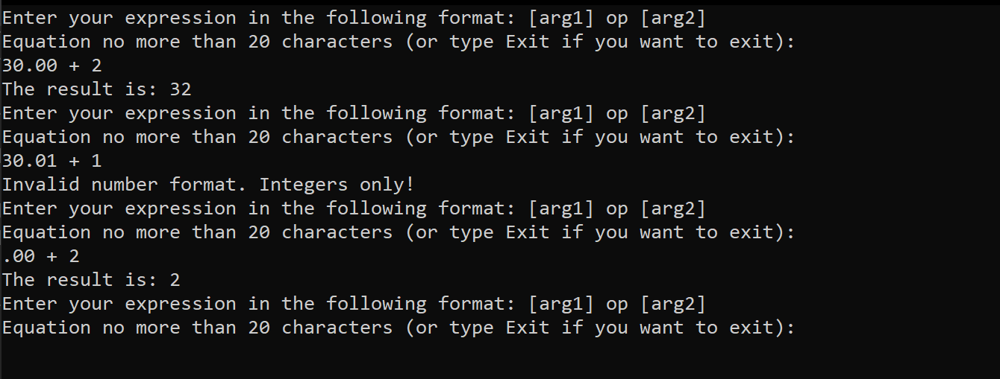 Enter your expression in the following format: [arg1] op [arg2]
Equation no more than 20 characters (or type Exit if you want to exit):
30.00 + 2
The result is: 32
Enter your expression in the following format: [arg1] op [arg2]
Equation no more than 20 characters (or type Exit if you want to exit):
30.01 + 1
Invalid number format. Integers only!
Enter your expression in the following format: [arg1] op [arg2]
Equation no more than 20 characters (or type Exit if you want to exit):
.00 + 2
The result is: 2
Enter your expression in the following format: [arg1] op [arg2]
Equation no more than 20 characters (or type Exit if you want to exit):